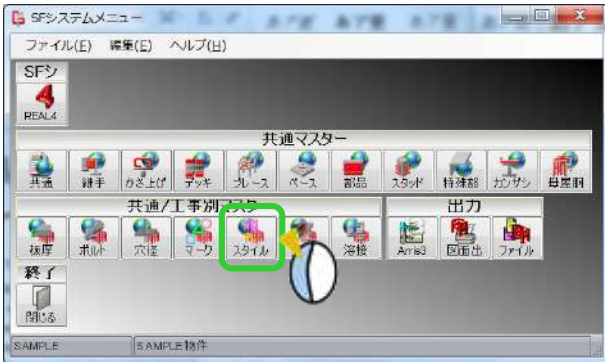 SFシステムメニュー
ファイル(F) 編集(E) ヘルプ(H)
SFシ
REAL4
共通マスター
共通 継手 かさ上げ デッキ ブレース ベース 部品 スタッド 特殊部 カンザシ 母屋胴
共通/工事別マスター 出力
板厚 ボルト 穴径 マーク スタイル 溶接 Arris3 図面出 ファイル
終了
閉じる
SAMPLE SAMPLE物件